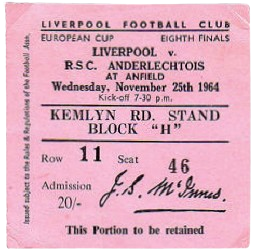 LIVERPOOL FOOTBALL CLUB
EUROPEAN CUP EIGHTH FINALS
LIVERPOOL v.
R.S.C. ANDERLECHTOIS
AT ANFIELD
Wednesday, November 25th 1964
Kick-off 7-30 p.m.
KEMLYN RD. STAND
BLOCK "H"
Row 11 Seat 46
Admission
20/-
J. S. McInnes.
This Portion to be retained
Issued subject to the Rules & Regulations of the Football Assn.